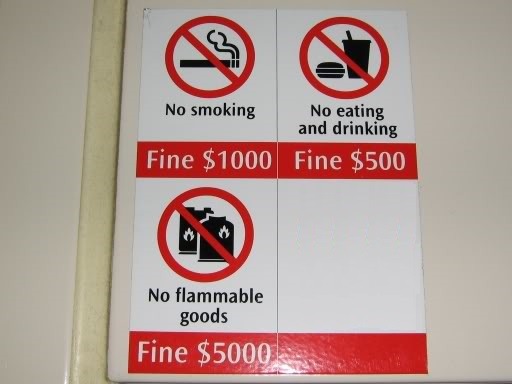 No smoking
Fine $1000
No eating
and drinking
Fine $500
No flammable
goods
Fine $5000